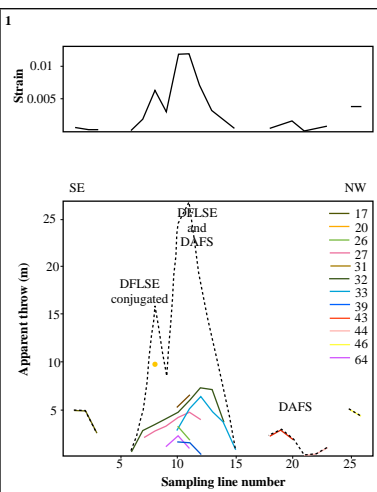 1
0.01
0.005
Strain
SE
NW
25
20
15
10
5
Apparent throw (m)
DFLSE
and
DAFS
DFLSE
conjugated
DAFS
17
20
26
27
31
32
33
39
43
44
46
64
5
10
15
20
25
Sampling line number